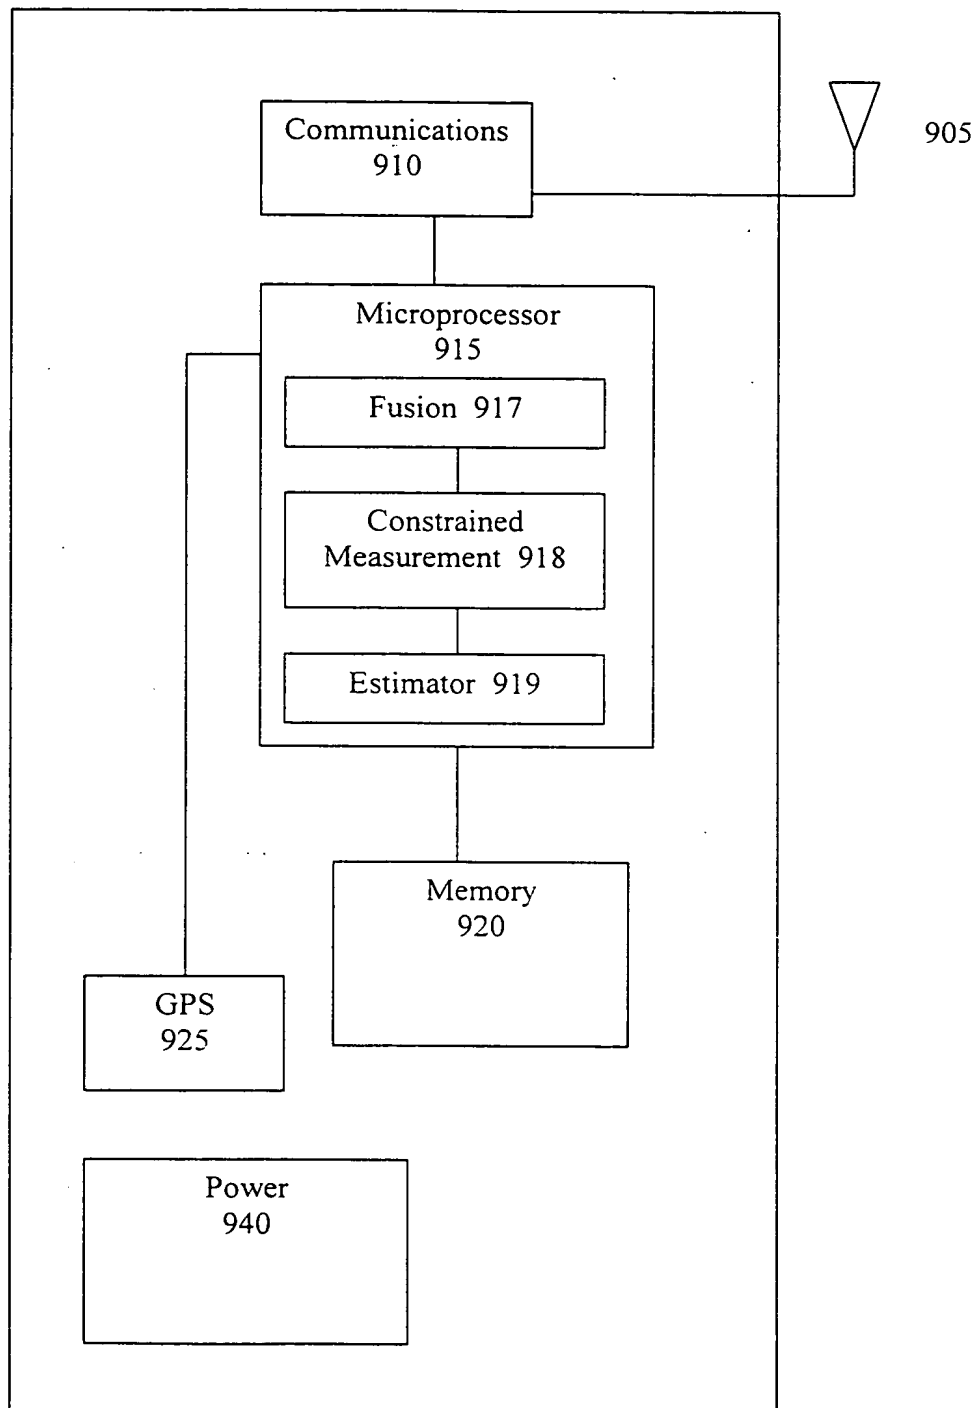 Communications
910
905
Microprocessor
915
Fusion 917
Constrained
Measurement 918
Estimator 919
Memory
920
GPS
925
Power
940